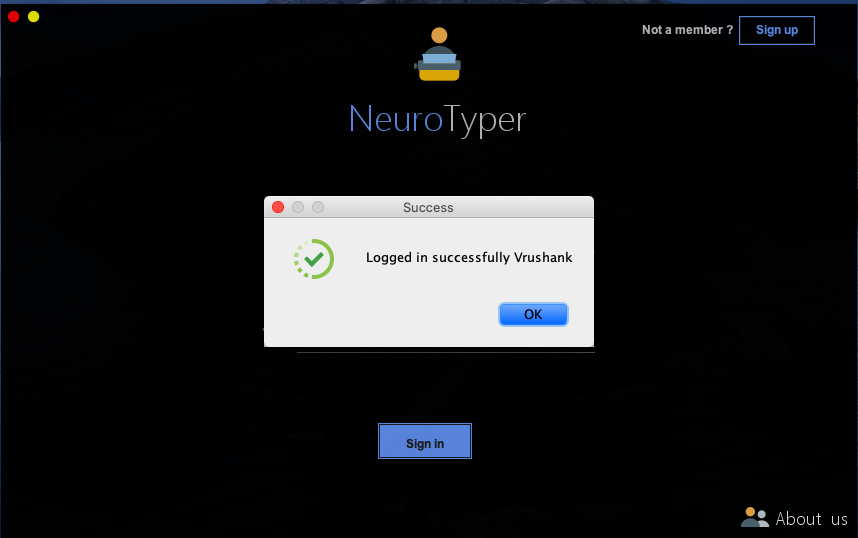 Not a member ?
Sign up
NeuroTyper
Success
Logged in successfully Vrushank
OK
Sign in
About us